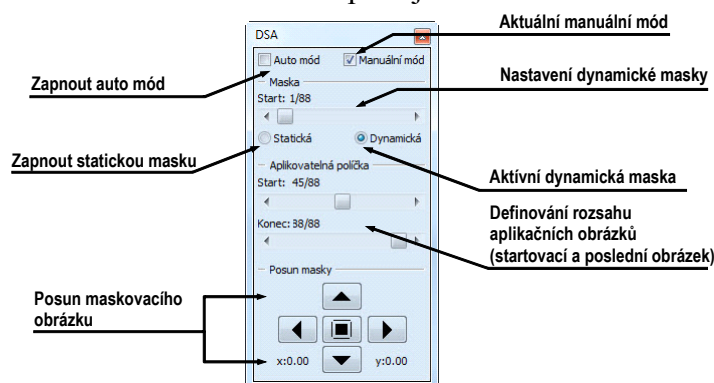 Aktuální manuální mód
DSA
Auto mód
Manuální mód
Zapnout auto mód
Maska
Nastavení dynamické masky
Start: 1/88
Statická
Dynamická
Zapnout statickou masku
Aplikovatelná políčka
Aktívní dynamická maska
Start: 45/88
Definování rozsahu
aplikačních obrázků
(startovací a poslední obrázek)
Konec: 38/88
Posun masky
Posun maskovacího
obrázku
x:0.00
y:0.00